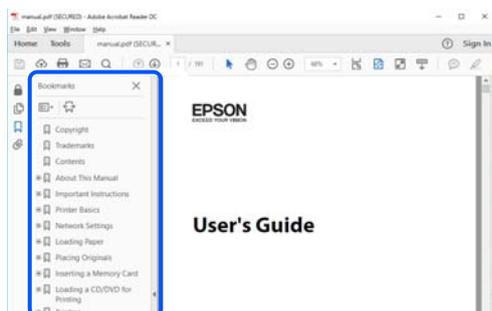 manual.pdf (SECURED) - Adobe Acrobat Reader DC
File Edit View Window Help
Home Tools manual.pdf (SECUR... × Sign In
1 / 191
Bookmarks
Copyright
Trademarks
Contents
About This Manual
Important Instructions
Printer Basics
Network Settings
Loading Paper
Placing Originals
Inserting a Memory Card
Loading a CD/DVD for
Printing
EPSON
EXCEED YOUR VISION
User's Guide